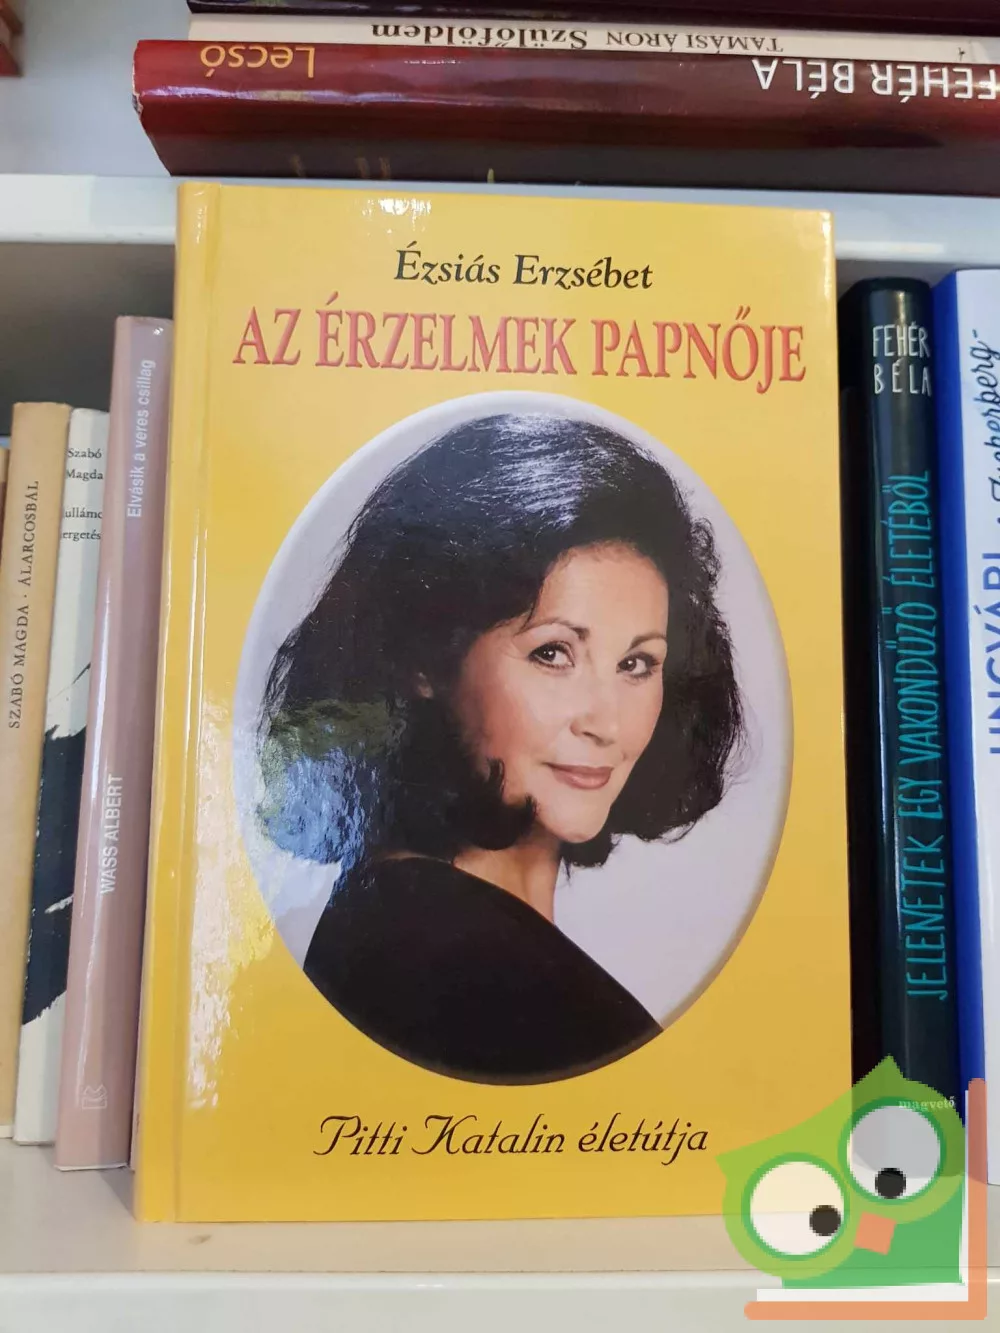 TAMÁSI ÁRON Szülőföldem
FEHÉR BÉLA Lecsó
Ézsiás Erzsébet
AZ ÉRZELMEK PAPNŐJE
Pitti Katalin életútja
SZABÓ MAGDA · ÁLARCOSBÁL
Szabó
Magda
WASS ALBERT Elvásik a veres csillag
FEHÉR
BÉLA
JELENETEK EGY VAKONDŰZŐ ÉLETÉBŐL
magvető